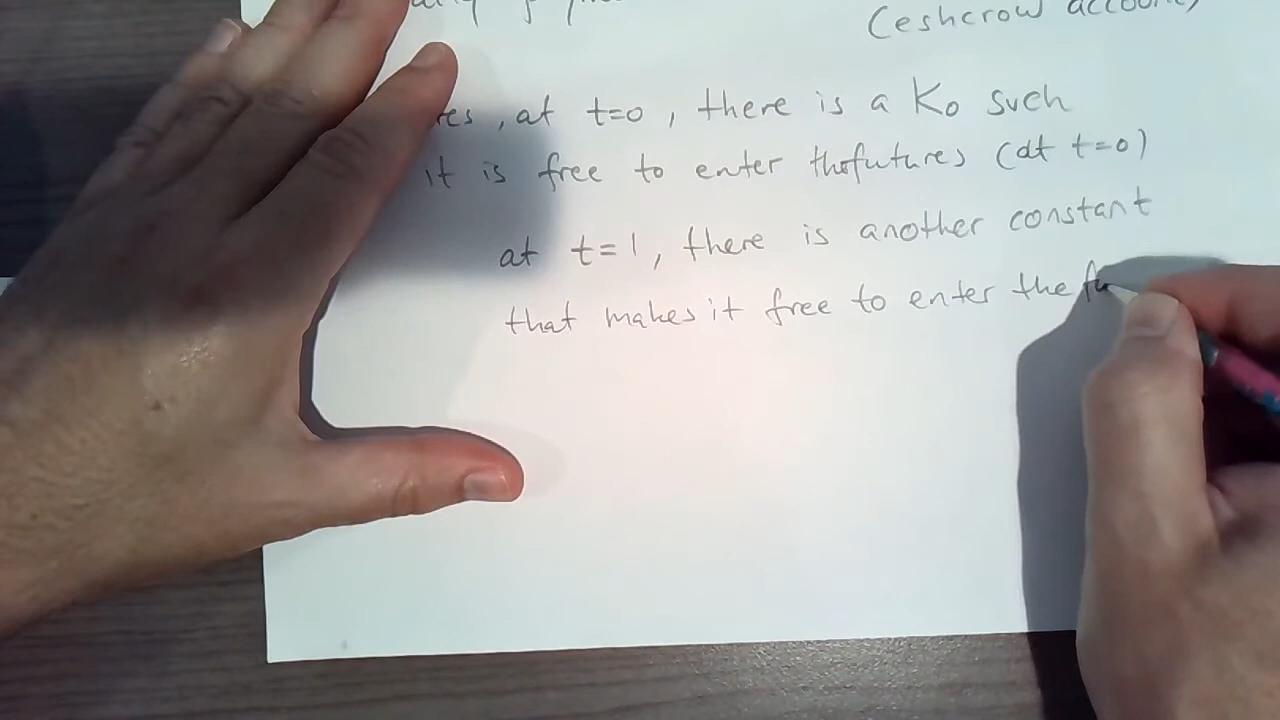 (eshcrow account)
res, at t=0, there is a K0 such
it is free to enter thefutures (at t=0)
at t=1, there is another constant
that makes it free to enter the fu